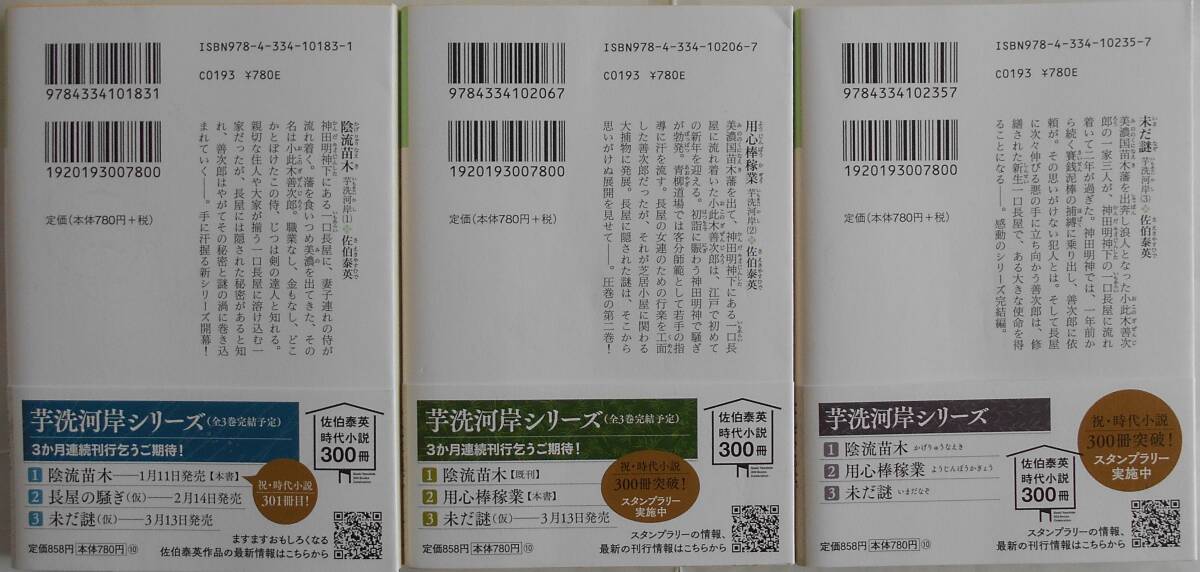 ISBN978-4-334-10183-1
C0193 ¥780E
9784334101831
1920193007800
定価(本体780円+税)
陰流苗木 芋洗河岸(1) 佐伯泰英
神田明神下にある一口長屋に、妻子連れの侍が
流れ着く。藩を食いつめ美濃を出てきた、その
名は小此木善次郎。職業なし、金もなし、どこ
かとぼけたこの侍、じつは剣の達人と知れる。
親切な住人や大家が揃う一口長屋に溶け込む一
家だったが、長屋には隠された秘密があると知
れ、善次郎はやがてその秘密と謎の渦に巻き込
まれていく――。手に汗握る新シリーズ開幕!
芋洗河岸シリーズ(全3巻完結予定)
3か月連続刊行乞うご期待!
1 陰流苗木――1月11日発売【本書】
2 長屋の騒ぎ(仮)――2月14日発売
3 未だ謎(仮)――3月13日発売
佐伯泰英
時代小説
300冊
祝・時代小説
301冊目!
ますますおもしろくなる
佐伯泰英作品の最新情報はこちらから
定価858円 本体780円 ⑩
ISBN978-4-334-10206-7
C0193 ¥780E
9784334102067
1920193007800
定価(本体780円+税)
用心棒稼業 芋洗河岸(2) 佐伯泰英
美濃国苗木藩を出て、神田明神下にある一口長
屋に流れ着いた小此木善次郎は、江戸で初めて
の新年を迎える。初詣に賑わう神田明神で騒ぎ
が勃発。青柳道場では客分師範として若手の指
導に汗を流す。長屋の女連のための行楽を工面
した善次郎だったが、それが芝居小屋に関わる
大捕物に発展。長屋に隠された謎は、そこから
思いがけぬ展開を見せて――。圧巻の第二巻!
芋洗河岸シリーズ(全3巻完結予定)
3か月連続刊行乞うご期待!
1 陰流苗木【既刊】
2 用心棒稼業【本書】
3 未だ謎(仮)――3月13日発売
佐伯泰英
時代小説
300冊
祝・時代小説
300冊突破!
スタンプラリー
実施中
スタンプラリーの情報、
最新の刊行情報はこちらから
定価858円 本体780円 ⑩
ISBN978-4-334-10235-7
C0193 ¥780E
9784334102357
1920193007800
定価(本体780円+税)
未だ謎 芋洗河岸(3) 佐伯泰英
美濃国苗木藩を出奔し浪人となった小此木善次
郎の一家三人が、神田明神下の一口長屋に流れ
着いて二年が過ぎた。神田明神では、一年前か
ら続く賽銭泥棒の捕縛に乗り出し、善次郎に依
頼が。その思いがけない犯人とは。そして長屋
に次々伸びる悪の手に立ち向かう善次郎は、修
繕された新生一口長屋で、ある大きな使命を得
ることになる――。感動のシリーズ完結編。
芋洗河岸シリーズ
1 陰流苗木 かげりゅうなえき
2 用心棒稼業 ようじんぼうかぎょう
3 未だ謎 いまだなぞ
佐伯泰英
時代小説
300冊
祝・時代小説
300冊突破!
スタンプラリー
実施中
スタンプラリーの情報、
最新の刊行情報はこちらから
定価858円 本体780円 ⑩